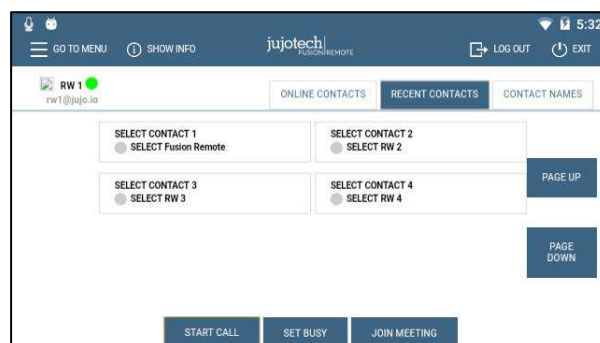 5:32
GO TO MENU
SHOW INFO
jujotech
FUSIONREMOTE
LOG OUT
EXIT
RW 1
rw1@jujo.io
ONLINE CONTACTS
RECENT CONTACTS
CONTACT NAMES
SELECT CONTACT 1
SELECT Fusion Remote
SELECT CONTACT 2
SELECT RW 2
SELECT CONTACT 3
SELECT RW 3
SELECT CONTACT 4
SELECT RW 4
PAGE UP
PAGE
DOWN
START CALL
SET BUSY
JOIN MEETING